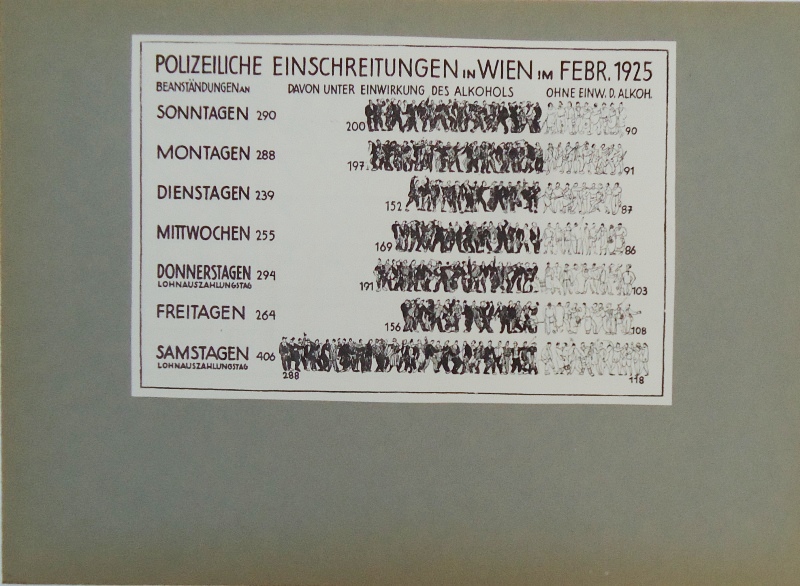 POLIZEILICHE EINSCHREITUNGEN IN WIEN IM FEBR. 1925
BEANSTÄNDUNGEN AN DAVON UNTER EINWIRKUNG DES ALKOHOLS OHNE EINW. D. ALKOH.
SONNTAGEN 290 200 90
MONTAGEN 288 197 91
DIENSTAGEN 239 152 87
MITTWOCHEN 255 169 86
DONNERSTAGEN 294 191 103
LOHNAUSZAHLUNGSTAG
FREITAGEN 264 156 108
SAMSTAGEN 406 288 118
LOHNAUSZAHLUNGSTAG